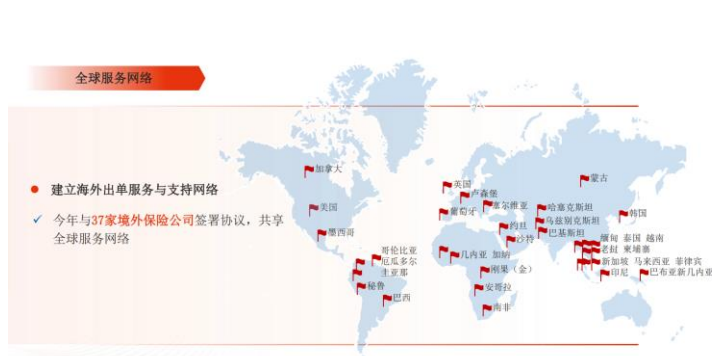 全球服务网络
建立海外出单服务与支持网络
今年与37家境外保险公司签署协议，共享
全球服务网络
加拿大
美国
墨西哥
哥伦比亚
厄瓜多尔
圭亚那
秘鲁
巴西
英国
卢森堡
葡萄牙
塞尔维亚
约旦
沙特
几内亚 加纳
刚果（金）
安哥拉
南非
哈塞克斯坦
乌兹别克斯坦
巴基斯坦
蒙古
韩国
缅甸 泰国 越南
老挝 柬埔寨
新加坡 马来西亚 菲律宾
印尼
巴布亚新几内亚